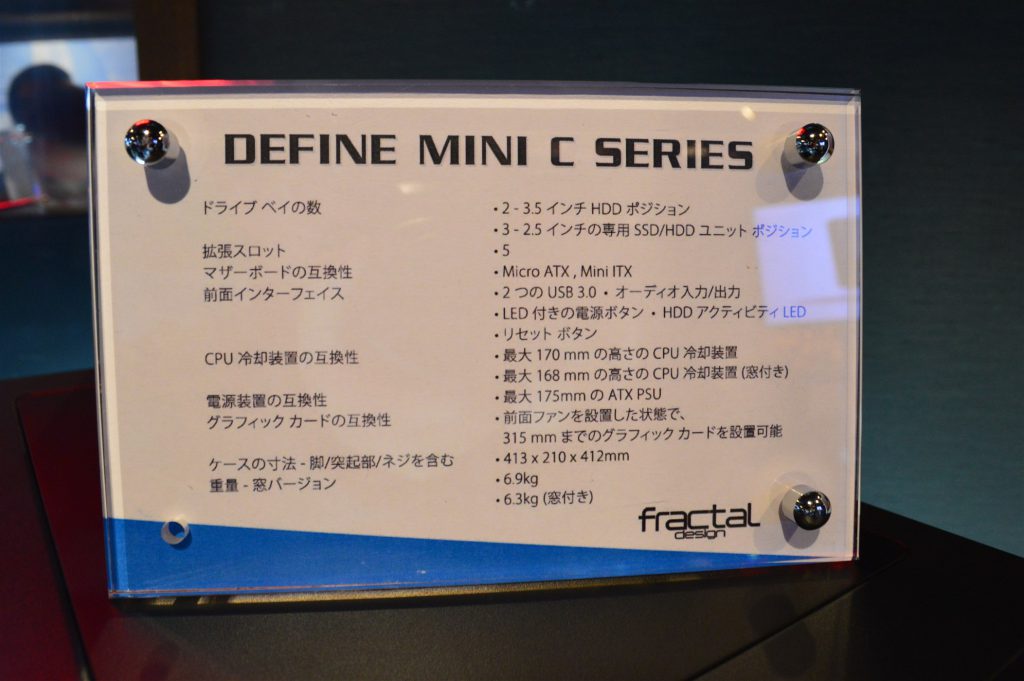 DEFINE MINI C SERIES
ドライブ ベイの数 ・2 - 3.5 インチ HDD ポジション
・3 - 2.5 インチの専用 SSD/HDD ユニット ポジション
拡張スロット ・5
マザーボードの互換性 ・Micro ATX , Mini ITX
前面インターフェイス ・2 つの USB 3.0 ・ オーディオ入力/出力
・LED 付きの電源ボタン ・ HDD アクティビティ LED
・リセット ボタン
CPU 冷却装置の互換性 ・最大 170 mm の高さの CPU 冷却装置
・最大 168 mm の高さの CPU 冷却装置 (窓付き)
電源装置の互換性 ・最大 175mm の ATX PSU
グラフィック カードの互換性 ・前面ファンを設置した状態で、
315 mm までのグラフィック カードを設置可能
ケースの寸法 - 脚/突起部/ネジを含む ・413 x 210 x 412mm
重量 - 窓バージョン ・6.9kg
・6.3kg (窓付き)
fractal
design